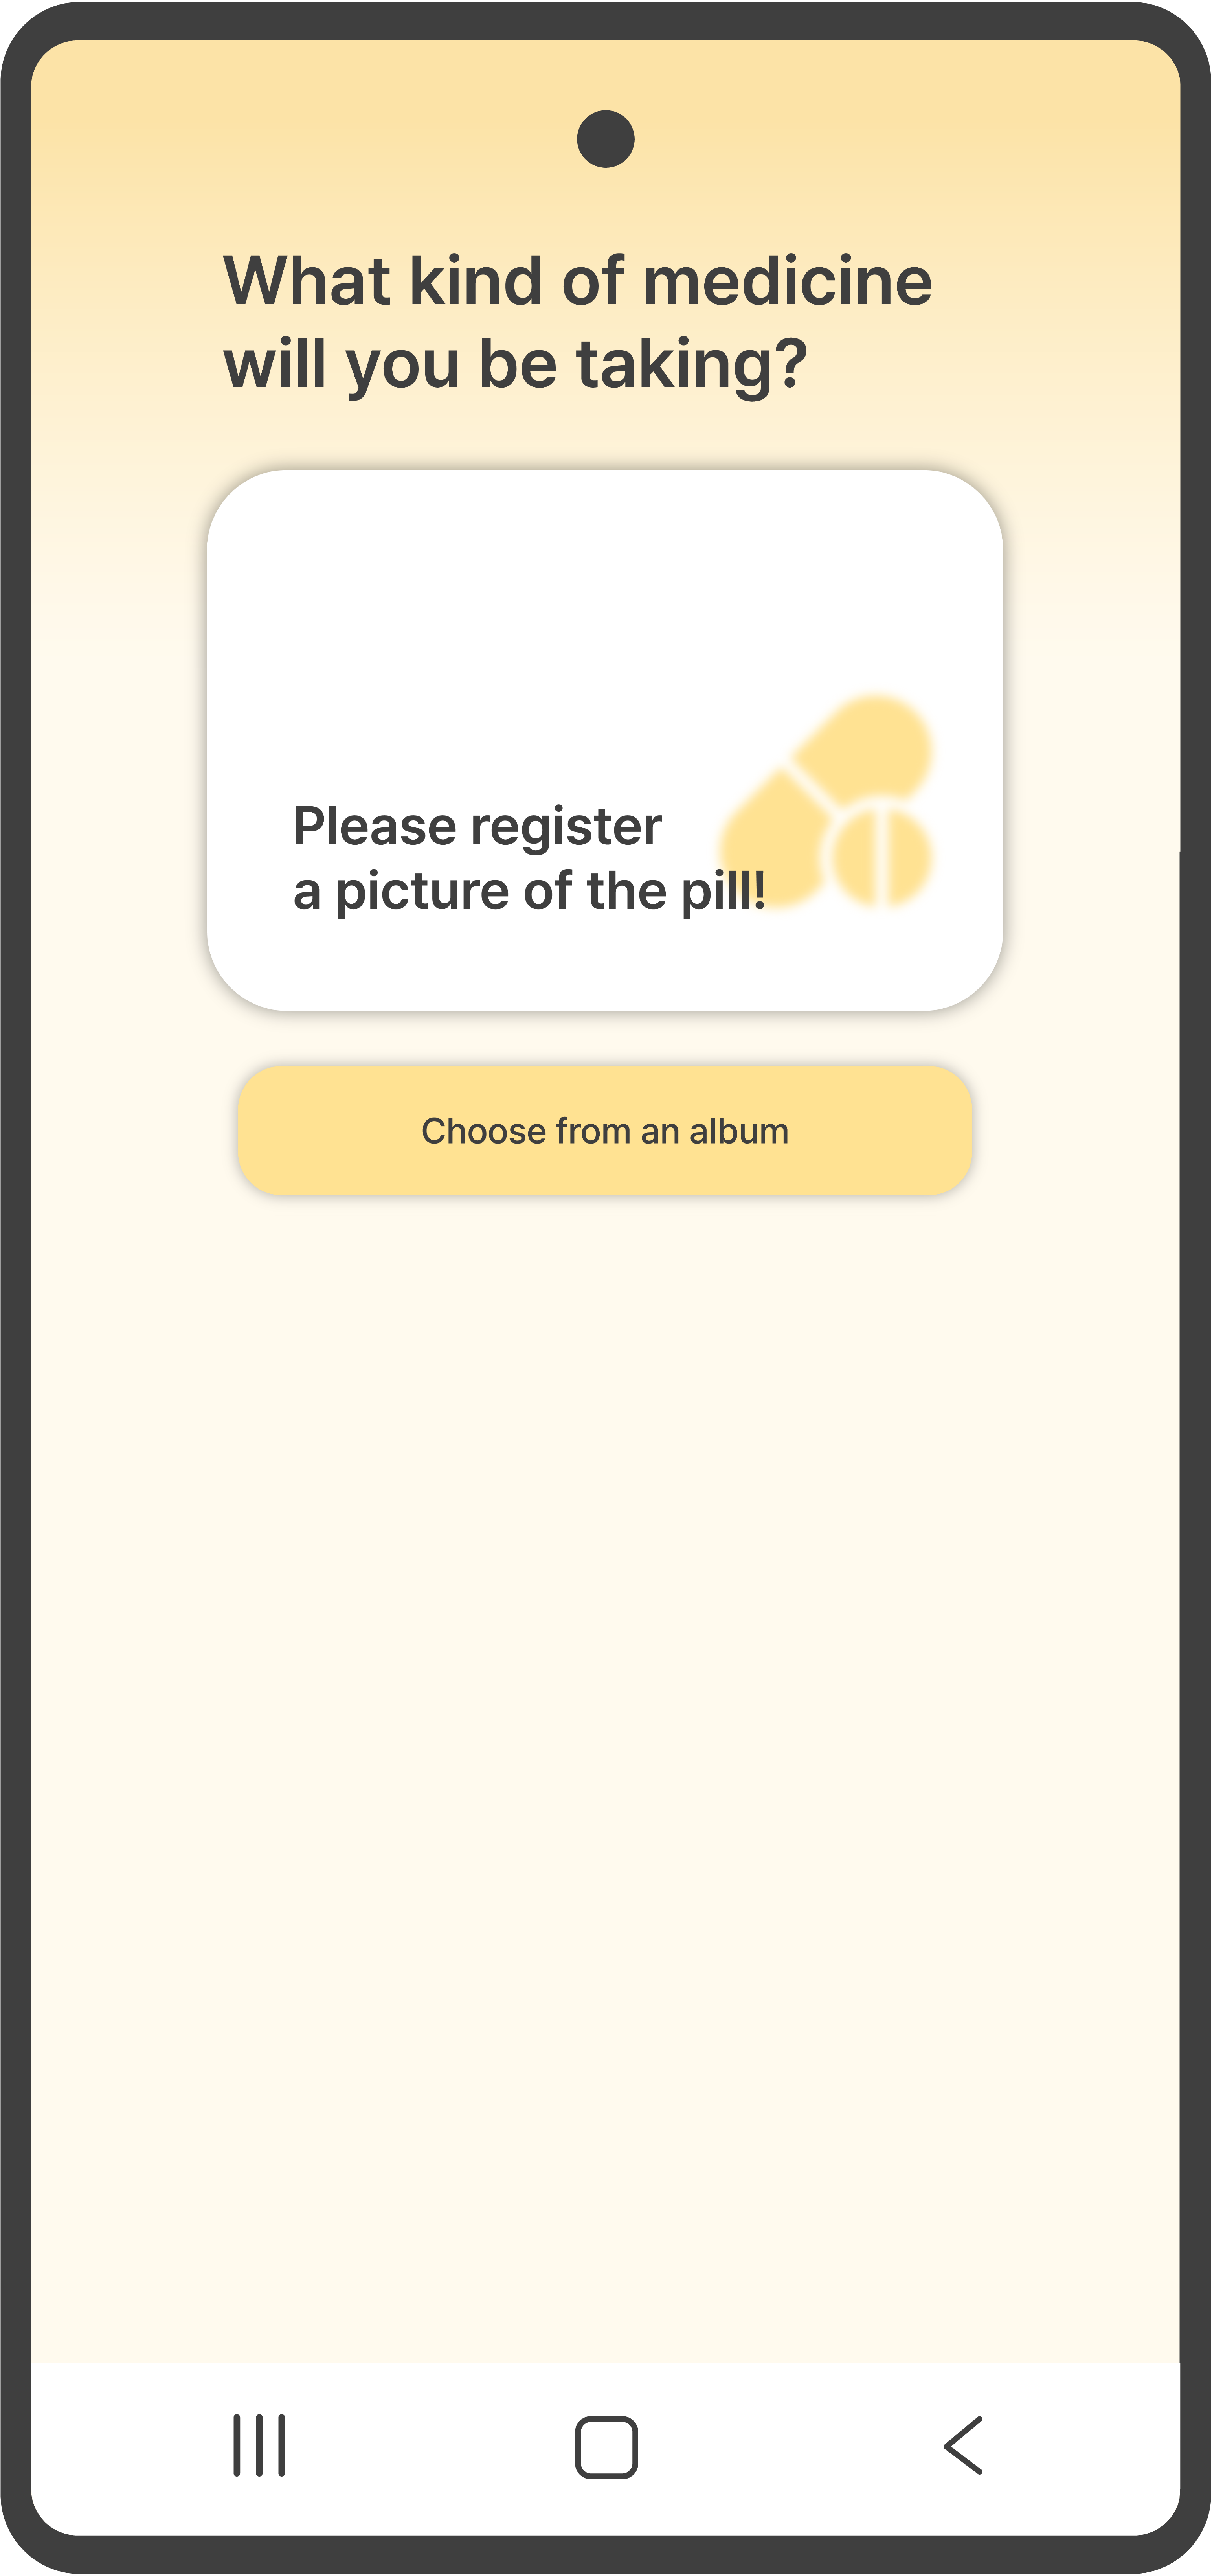 What kind of medicine
will you be taking?
Please register
a picture of the pill!
Choose from an album